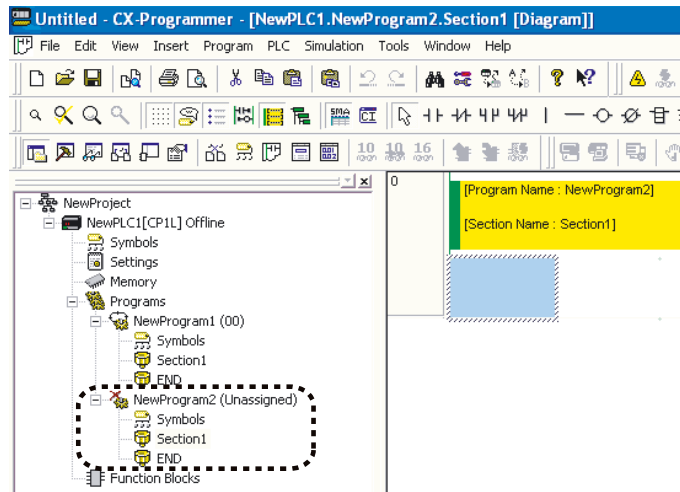 Untitled - CX-Programmer - [NewPLC1.NewProgram2.Section1 [Diagram]]
File Edit View Insert Program PLC Simulation Tools Window Help
SMA CI
10 10 16
NewProject
NewPLC1[CP1L] Offline
Symbols
Settings
Memory
Programs
NewProgram1 (00)
Symbols
Section1
END
NewProgram2 (Unassigned)
Symbols
Section1
END
Function Blocks
0
[Program Name : NewProgram2]
[Section Name : Section1]